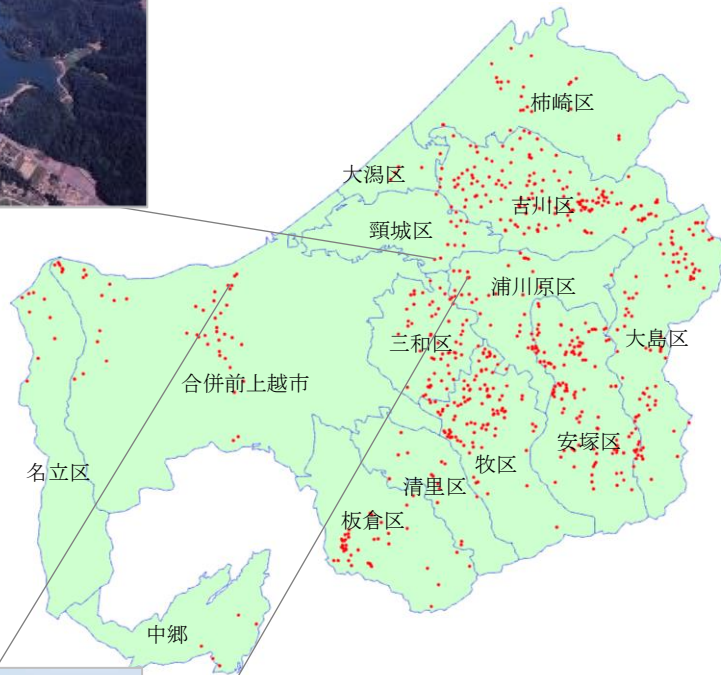 柿崎区
大潟区
吉川区
頸城区
浦川原区
大島区
三和区
合併前上越市
安塚区
牧区
名立区
清里区
板倉区
中郷